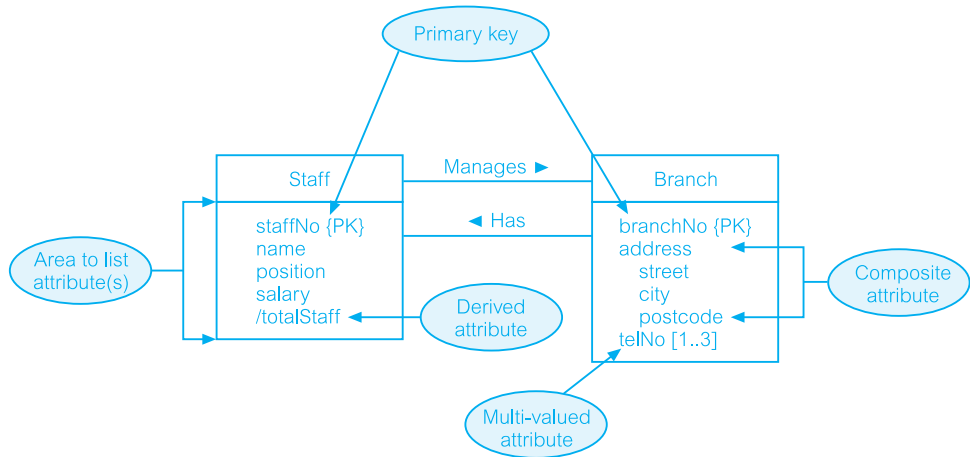 Primary key
Staff
Manages ►
Branch
◄ Has
staffNo {PK}
name
position
salary
/totalStaff
branchNo {PK}
address
street
city
postcode
telNo [1..3]
Area to list
attribute(s)
Derived
attribute
Composite
attribute
Multi-valued
attribute